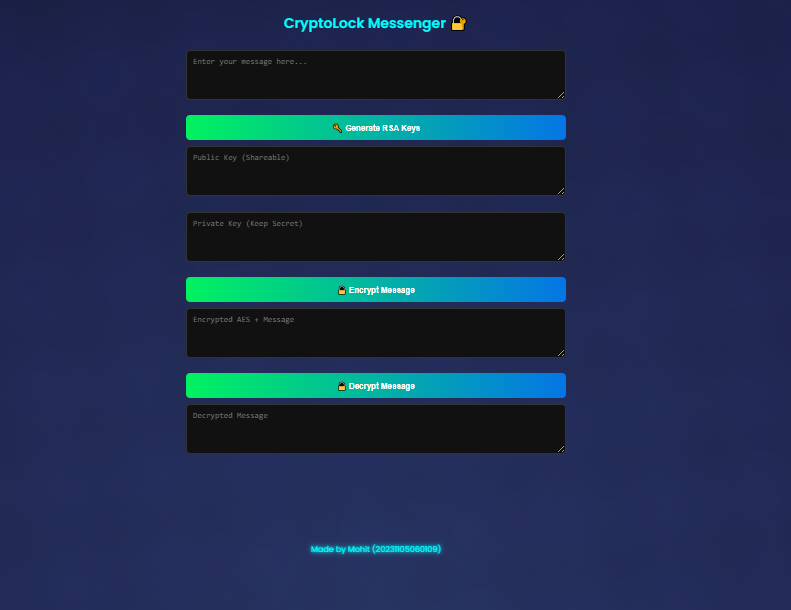 CryptoLock Messenger 🔐
Enter your message here...
🔑 Generate RSA Keys
Public Key (Shareable)
Private Key (Keep Secret)
🔒 Encrypt Message
Encrypted AES + Message
🔓 Decrypt Message
Decrypted Message
Made by Mohit (20231105060109)